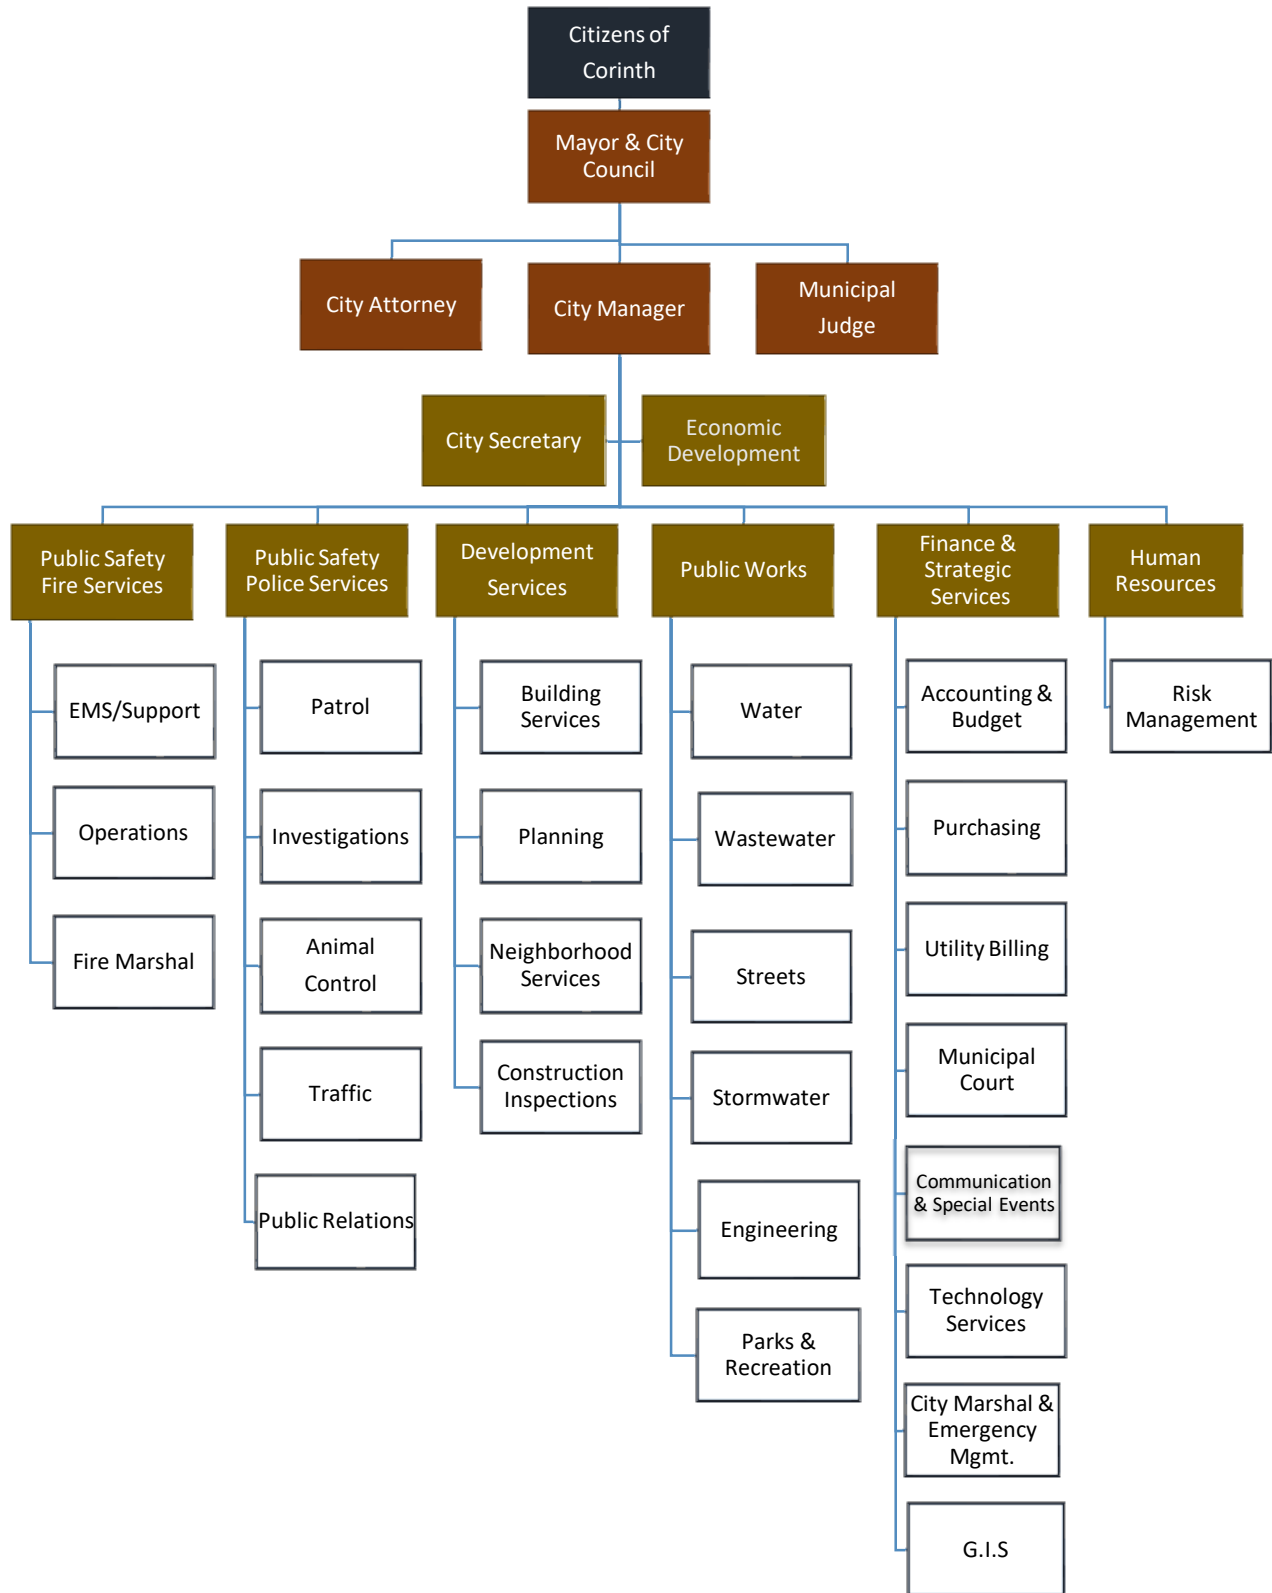 Citizens of
Corinth
Mayor & City
Council
City Attorney
City Manager
Municipal
Judge
City Secretary
Economic
Development
Public Safety
Fire Services
Public Safety
Police Services
Development
Services
Public Works
Finance &
Strategic
Services
Human
Resources
EMS/Support
Operations
Fire Marshal
Patrol
Investigations
Animal
Control
Traffic
Public Relations
Building
Services
Planning
Neighborhood
Services
Construction
Inspections
Water
Wastewater
Streets
Stormwater
Engineering
Parks &
Recreation
Accounting &
Budget
Purchasing
Utility Billing
Municipal
Court
Communication
& Special Events
Technology
Services
City Marshal &
Emergency
Mgmt.
G.I.S
Risk
Management